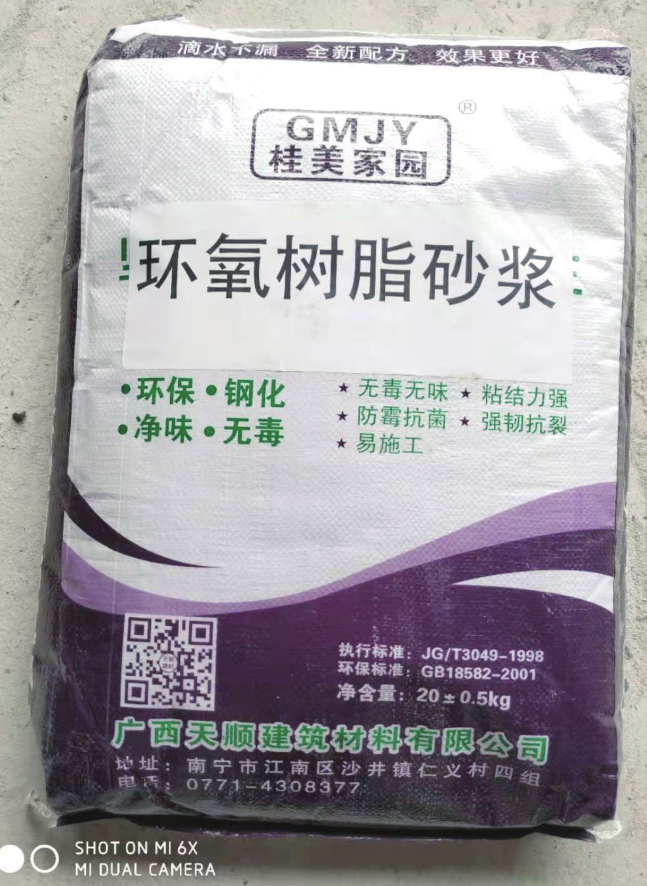 滴水不漏 全新配方 效果更好
®
GMJY
桂美家园
环氧树脂砂浆
•环保 •钢化
•净味 •无毒
★ 无毒无味 ★ 粘结力强
★ 防霉抗菌 ★ 强韧抗裂
★ 易施工
执行标准：JG/T3049-1998
环保标准：GB18582-2001
净含量：20±0.5kg
广西天顺建筑材料有限公司
地址：南宁市江南区沙井镇仁义村四组
电话：0771-4308377
SHOT ON MI 6X
MI DUAL CAMERA